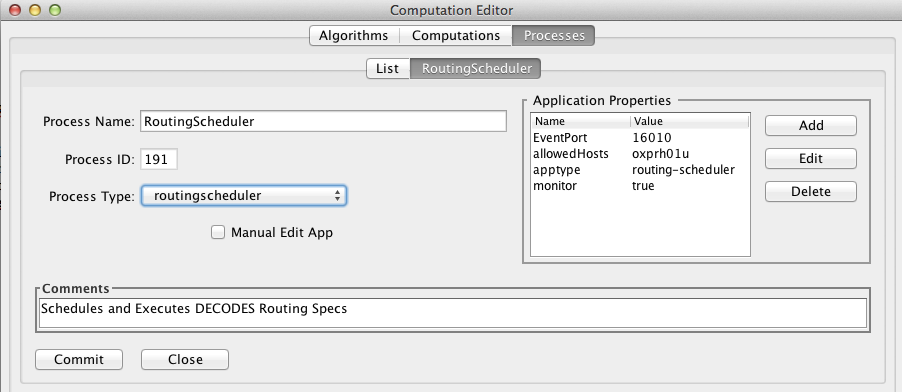 Computation Editor
Algorithms Computations Processes
List RoutingScheduler
Process Name: RoutingScheduler
Process ID: 191
Process Type: routingscheduler
Manual Edit App
Application Properties
Name Value
EventPort 16010
allowedHosts oxprh01u
apptype routing-scheduler
monitor true
Add
Edit
Delete
Comments
Schedules and Executes DECODES Routing Specs
Commit Close